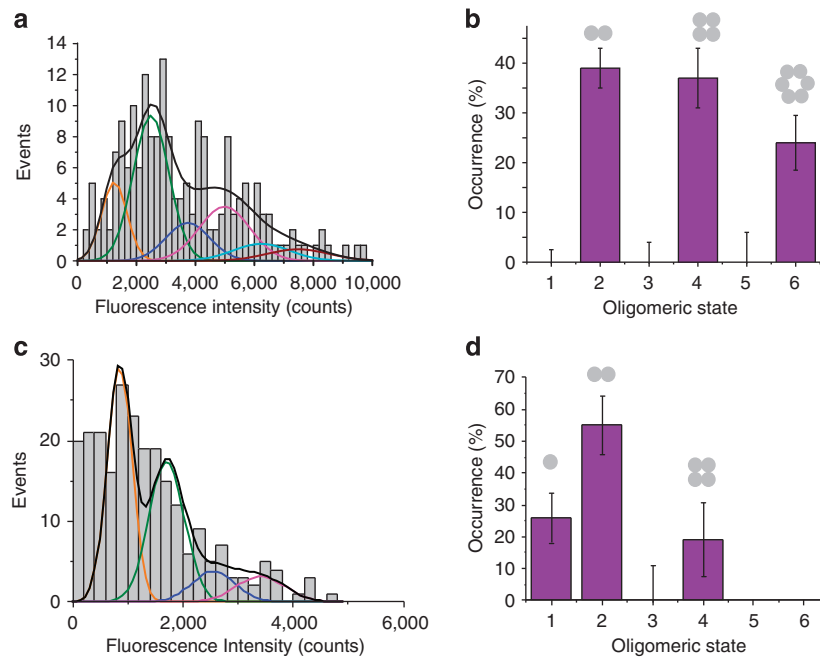 a
14
12
10
8
6
4
2
0
Events
0 2,000 4,000 6,000 8,000 10,000
Fluorescence intensity (counts)
b
40
30
20
10
0
Occurrence (%)
1 2 3 4 5 6
Oligomeric state
c
30
20
10
0
Events
0 2,000 4,000 6,000
Fluorescence Intensity (counts)
d
70
60
50
40
30
20
10
0
Occurrence (%)
1 2 3 4 5 6
Oligomeric state